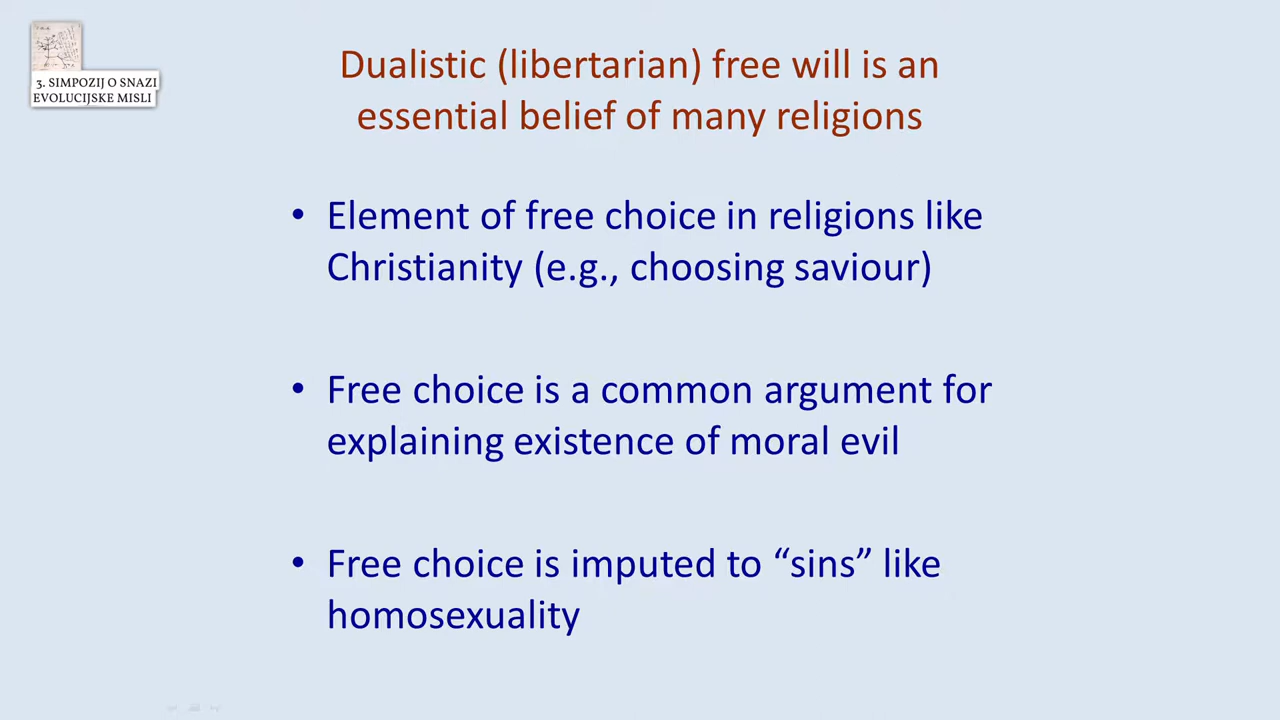 3. SIMPOZIJ O SNAZI
EVOLUCIJSKE MISLI
Dualistic (libertarian) free will is an
essential belief of many religions
• Element of free choice in religions like
Christianity (e.g., choosing saviour)
• Free choice is a common argument for
explaining existence of moral evil
• Free choice is imputed to “sins” like
homosexuality